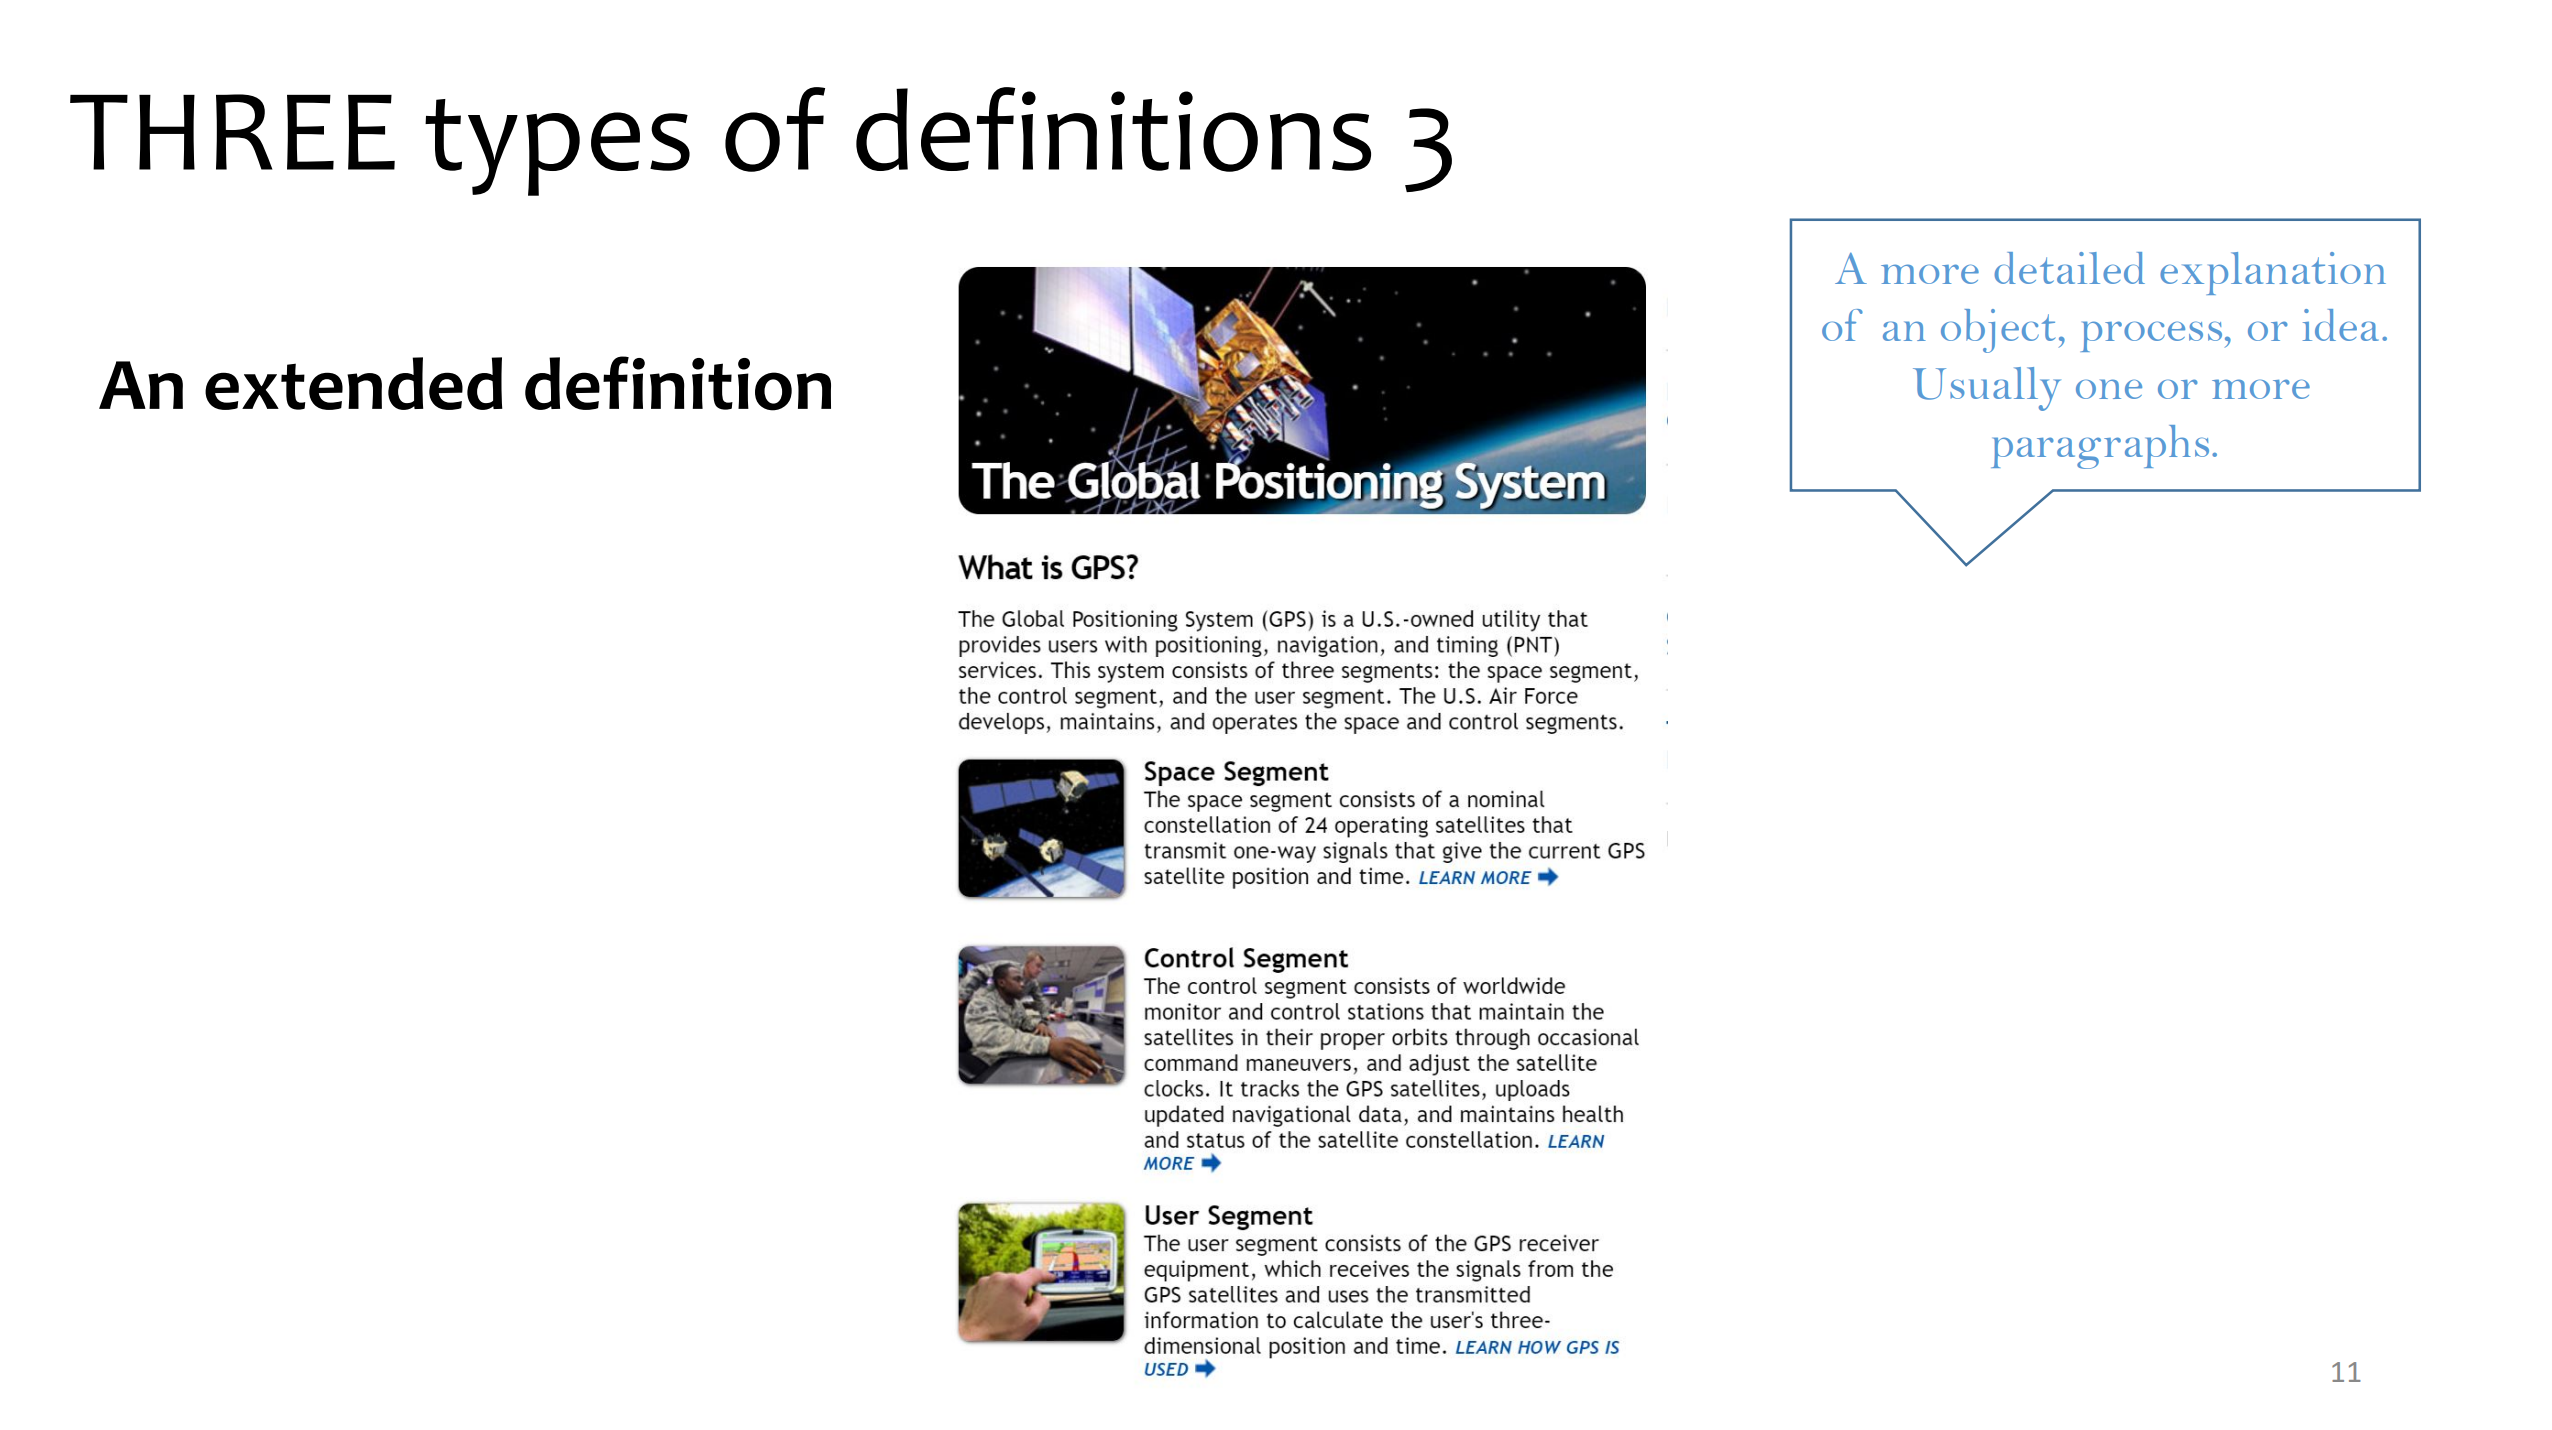 THREE types of definitions 3
An extended definition
A more detailed explanation
of an object, process, or idea.
Usually one or more
paragraphs.
The Global Positioning System
What is GPS?
The Global Positioning System (GPS) is a U.S.-owned utility that
provides users with positioning, navigation, and timing (PNT)
services. This system consists of three segments: the space segment,
the control segment, and the user segment. The U.S. Air Force
develops, maintains, and operates the space and control segments.
Space Segment
The space segment consists of a nominal
constellation of 24 operating satellites that
transmit one-way signals that give the current GPS
satellite position and time. LEARN MORE
Control Segment
The control segment consists of worldwide
monitor and control stations that maintain the
satellites in their proper orbits through occasional
command maneuvers, and adjust the satellite
clocks. It tracks the GPS satellites, uploads
updated navigational data, and maintains health
and status of the satellite constellation. LEARN
MORE
User Segment
The user segment consists of the GPS receiver
equipment, which receives the signals from the
GPS satellites and uses the transmitted
information to calculate the user's three-
dimensional position and time. LEARN HOW GPS IS
USED
11